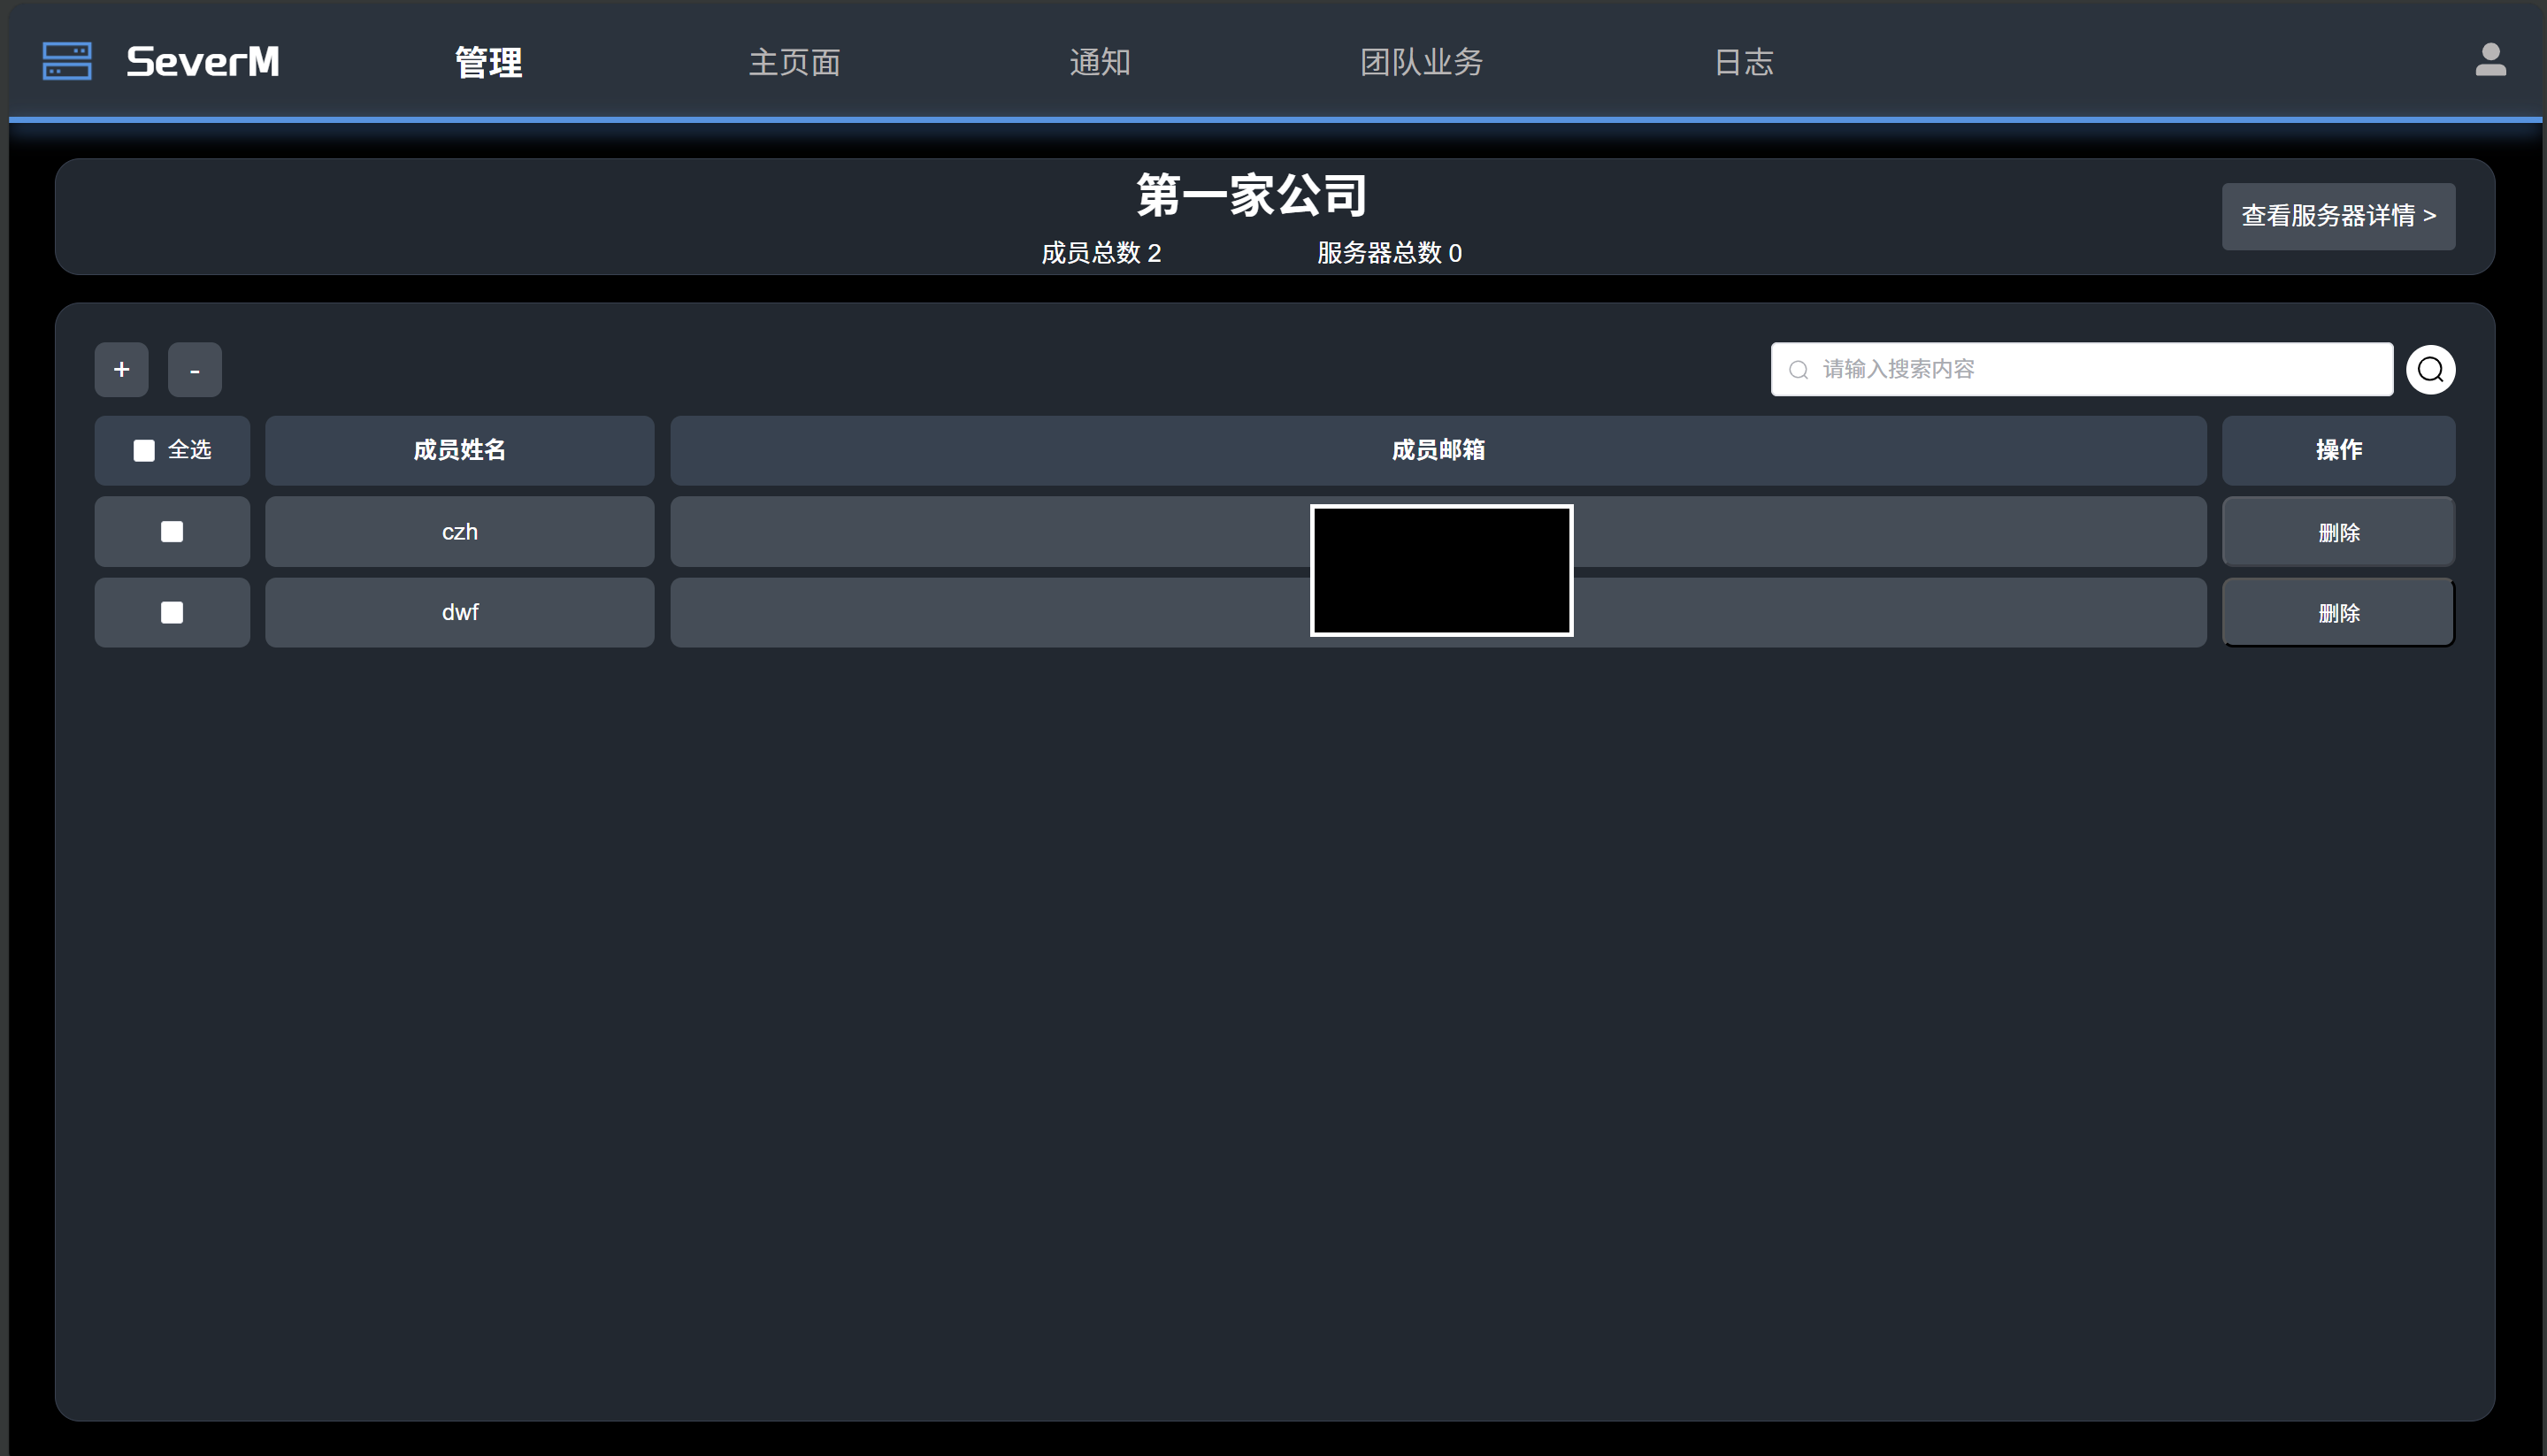 SeverM 管理 主页面 通知 团队业务 日志
第一家公司
成员总数 2 服务器总数 0
查看服务器详情 >
+ - 请输入搜索内容
全选 成员姓名 成员邮箱 操作
czh 删除
dwf 删除